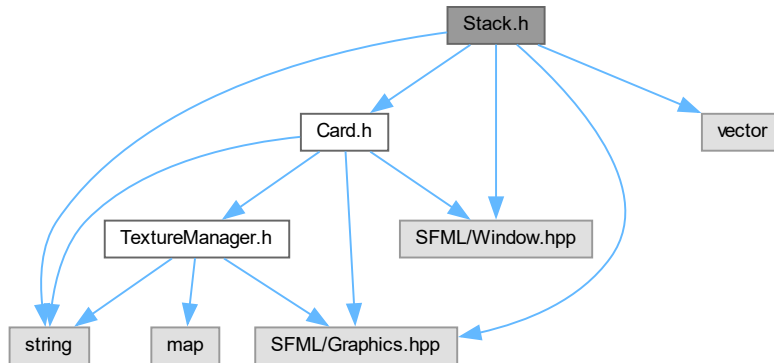 Stack.h
Card.h
vector
TextureManager.h
SFML/Window.hpp
string
map
SFML/Graphics.hpp